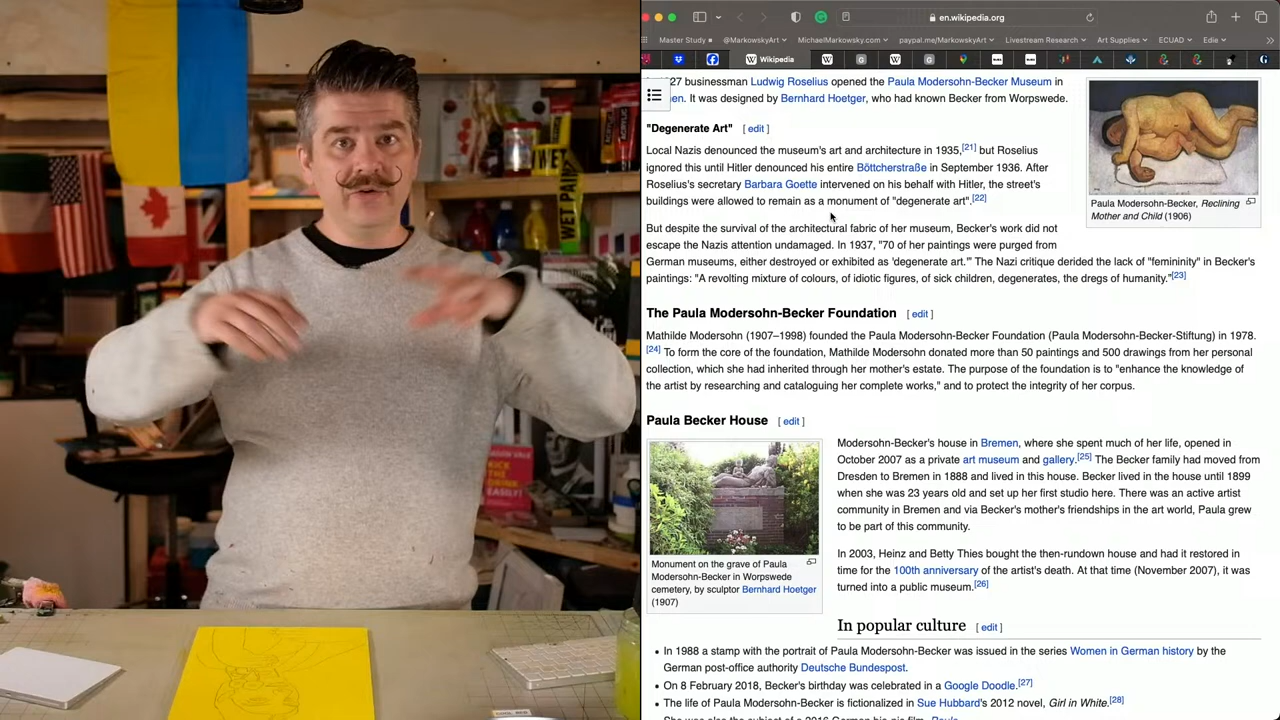 en.wikipedia.org
Master Study
@MarkowskyArt
MichaelMarkowsky.com
paypal.me/MarkowskyArt
Livestream Research
Art Supplies
ECUAD
Edie
Wikipedia
27 businessman Ludwig Roselius opened the Paula Modersohn-Becker Museum in
en. It was designed by Bernhard Hoetger, who had known Becker from Worpswede.
"Degenerate Art" [ edit ]
Local Nazis denounced the museum's art and architecture in 1935,[21] but Roselius
ignored this until Hitler denounced his entire Böttcherstraße in September 1936. After
Roselius's secretary Barbara Goette intervened on his behalf with Hitler, the street's
buildings were allowed to remain as a monument of "degenerate art".[22]
Paula Modersohn-Becker, Reclining
Mother and Child (1906)
But despite the survival of the architectural fabric of her museum, Becker's work did not
escape the Nazis attention undamaged. In 1937, "70 of her paintings were purged from
German museums, either destroyed or exhibited as 'degenerate art.'" The Nazi critique derided the lack of "femininity" in Becker's
paintings: "A revolting mixture of colours, of idiotic figures, of sick children, degenerates, the dregs of humanity."[23]
The Paula Modersohn-Becker Foundation [ edit ]
Mathilde Modersohn (1907–1998) founded the Paula Modersohn-Becker Foundation (Paula Modersohn-Becker-Stiftung) in 1978.
[24] To form the core of the foundation, Mathilde Modersohn donated more than 50 paintings and 500 drawings from her personal
collection, which she had inherited through her mother's estate. The purpose of the foundation is to "enhance the knowledge of
the artist by researching and cataloguing her complete works," and to protect the integrity of her corpus.
Paula Becker House [ edit ]
Monument on the grave of Paula
Modersohn-Becker in Worpswede
cemetery, by sculptor Bernhard Hoetger
(1907)
Modersohn-Becker's house in Bremen, where she spent much of her life, opened in
October 2007 as a private art museum and gallery.[25] The Becker family had moved from
Dresden to Bremen in 1888 and lived in this house. Becker lived in the house until 1899
when she was 23 years old and set up her first studio here. There was an active artist
community in Bremen and via Becker's mother's friendships in the art world, Paula grew
to be part of this community.
In 2003, Heinz and Betty Thies bought the then-rundown house and had it restored in
time for the 100th anniversary of the artist's death. At that time (November 2007), it was
turned into a public museum.[26]
In popular culture [ edit ]
• In 1988 a stamp with the portrait of Paula Modersohn-Becker was issued in the series Women in German history by the
German post-office authority Deutsche Bundespost.
• On 8 February 2018, Becker's birthday was celebrated in a Google Doodle.[27]
• The life of Paula Modersohn-Becker is fictionalized in Sue Hubbard's 2012 novel, Girl in White.[28]
WET PAINT
KICK
THE
EASILY!